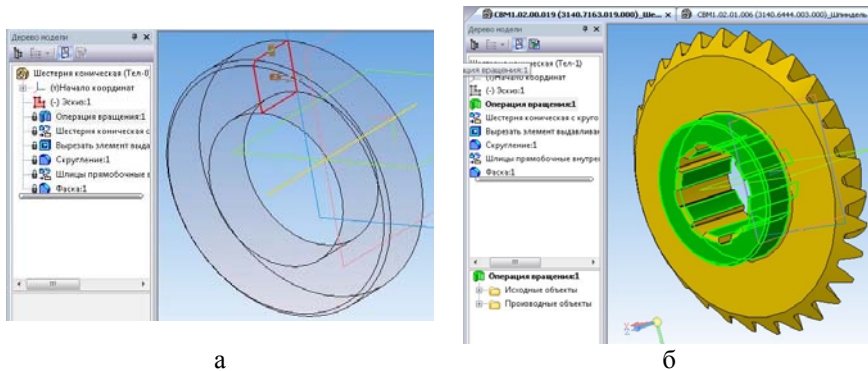 Дерево модели
Шестерня коническая (Тел-0)
(т)Начало координат
(-) Эскиз:1
Операция вращения:1
Шестерня коническая с
Вырезать элемент выда
Скругление:1
Шлицы прямобочные в
Фаска:1
а
СВМ1.02.00.019 (3140.7163.019.000)_Ше...
СВМ1.02.01.006 (3140.6444.003.000)_Шпиндель
Дерево модели
Шестерня коническая (Тел-1)
ция вращения:1
(т)Начало координат
(-) Эскиз:1
Операция вращения:1
Шестерня коническая с круго
Вырезать элемент выдавлива
Скругление:1
Шлицы прямобочные внутрен
Фаска:1
Операция вращения:1
Исходные объекты
Производные объекты
X
б